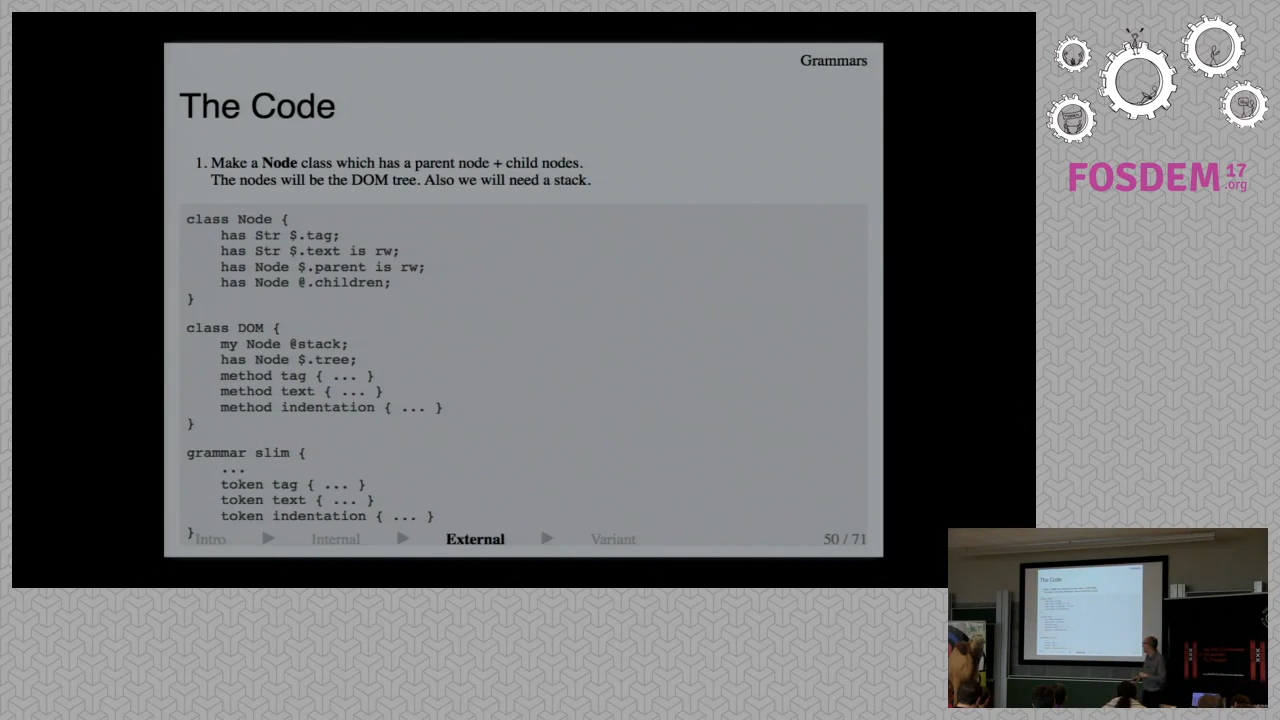 Grammars
The Code
1. Make a Node class which has a parent node + child nodes.
The nodes will be the DOM tree. Also we will need a stack.
class Node {
has Str $.tag;
has Str $.text is rw;
has Node $.parent is rw;
has Node @.children;
}
class DOM {
my Node @stack;
has Node $.tree;
method tag { ... }
method text { ... }
method indentation { ... }
}
grammar slim {
...
token tag { ... }
token text { ... }
token indentation { ... }
}
Intro ▶ Internal ▶ External ▶ Variant 50 / 71
FOSDEM 17
.org
The Code